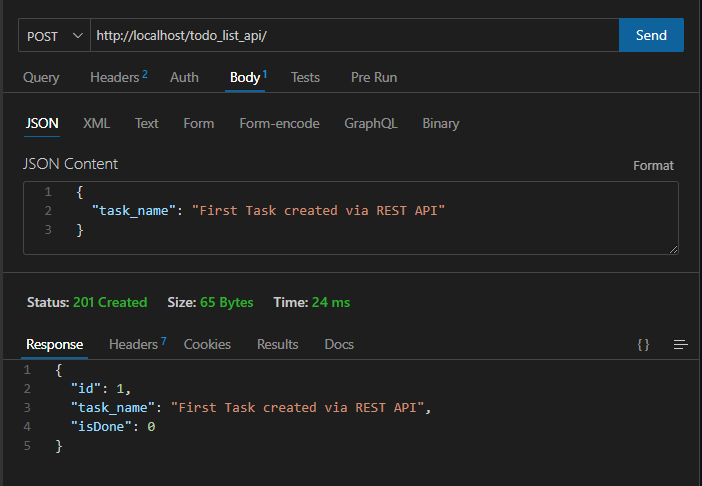 POST http://localhost/todo_list_api/ Send
Query Headers 2 Auth Body 1 Tests Pre Run
JSON XML Text Form Form-encode GraphQL Binary
JSON Content Format
1 {
2 "task_name": "First Task created via REST API"
3 }
Status: 201 Created Size: 65 Bytes Time: 24 ms
Response Headers 7 Cookies Results Docs { }
1 {
2 "id": 1,
3 "task_name": "First Task created via REST API",
4 "isDone": 0
5 }